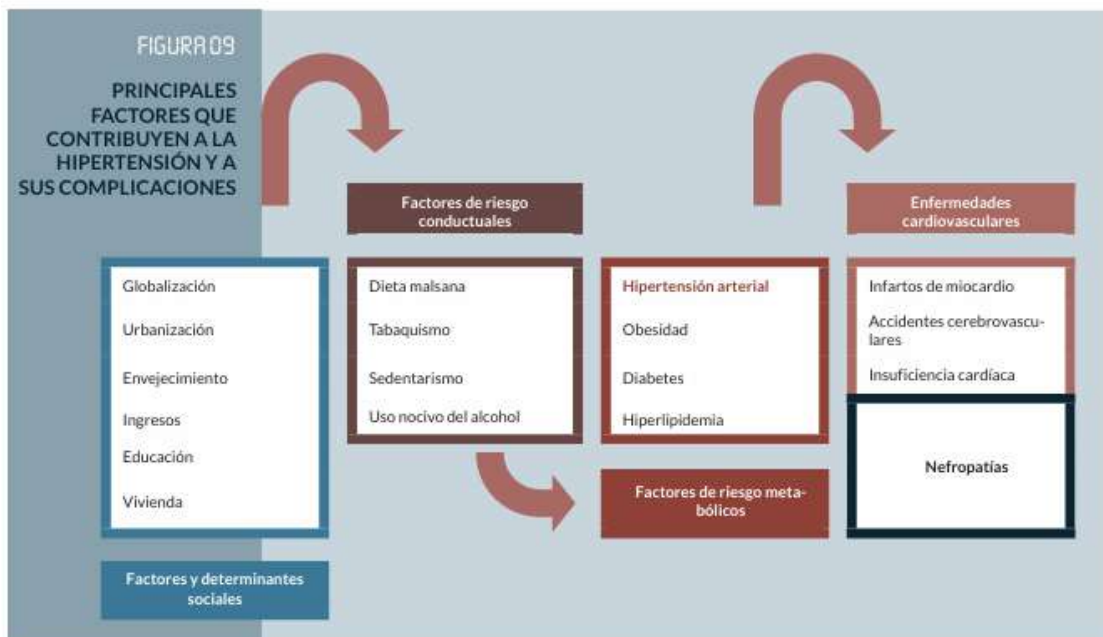 FIGURA 09
PRINCIPALES
FACTORES QUE
CONTRIBUYEN A LA
HIPERTENSIÓN Y A
SUS COMPLICACIONES
Globalización
Urbanización
Envejecimiento
Ingresos
Educación
Vivienda
Factores y determinantes
sociales
Factores de riesgo
conductuales
Dieta malsana
Tabaquismo
Sedentarismo
Uso nocivo del alcohol
Hipertensión arterial
Obesidad
Diabetes
Hiperlipidemia
Factores de riesgo meta-
bólicos
Enfermedades
cardiovasculares
Infartos de miocardio
Accidentes cerebrovascu-
lares
Insuficiencia cardíaca
Nefropatías